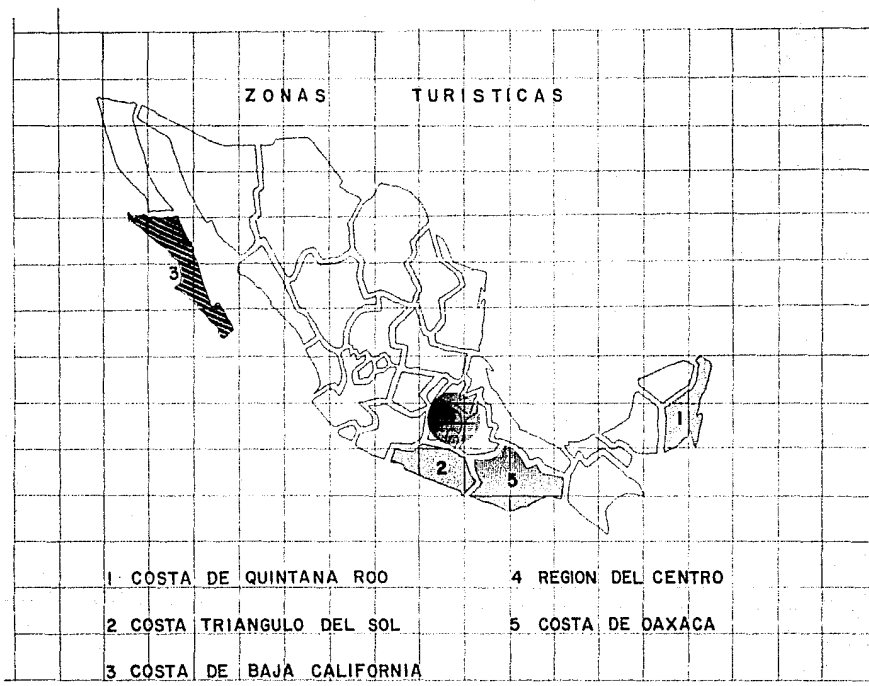 ZONAS TURISTICAS
3
1
2
5
1 COSTA DE QUINTANA ROO
2 COSTA TRIANGULO DEL SOL
3 COSTA DE BAJA CALIFORNIA
4 REGION DEL CENTRO
5 COSTA DE OAXACA